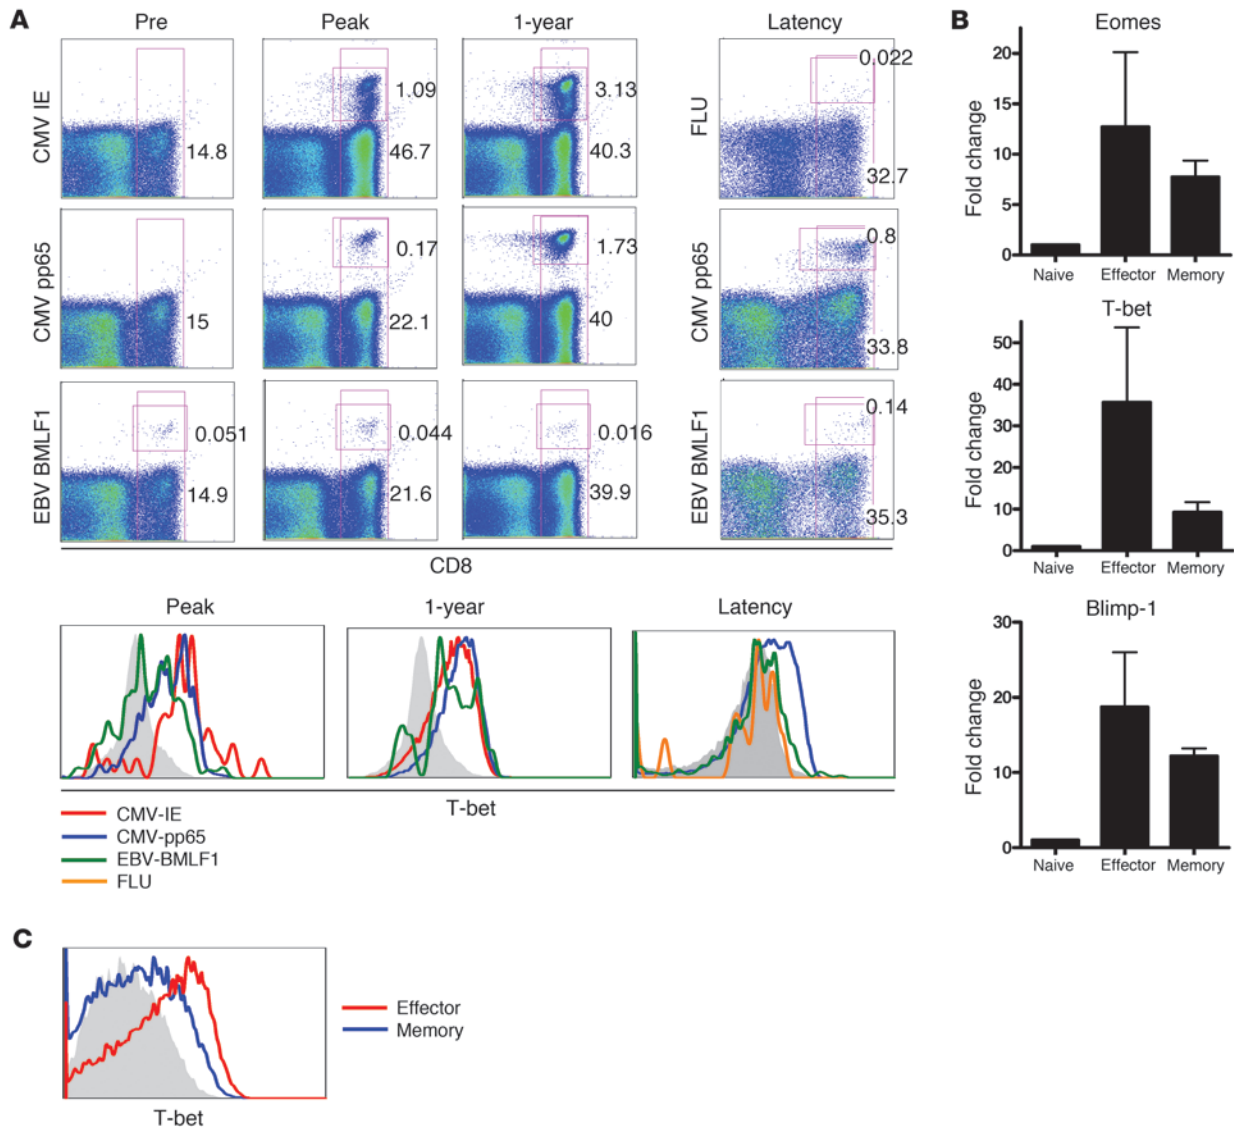 A
Pre
Peak
1-year
Latency
CMV IE
14.8
1.09
46.7
3.13
40.3
FLU
0.022
32.7
CMV pp65
15
0.17
22.1
1.73
40
CMV pp65
0.8
33.8
EBV BMLF1
0.051
14.9
0.044
21.6
0.016
39.9
EBV BMLF1
0.14
35.3
CD8
Peak
1-year
Latency
T-bet
CMV-IE
CMV-pp65
EBV-BMLF1
FLU
B
Eomes
Fold change
20
15
10
5
0
Naive
Effector
Memory
T-bet
Fold change
50
40
30
20
10
0
Naive
Effector
Memory
Blimp-1
Fold change
30
20
10
0
Naive
Effector
Memory
C
Effector
Memory
T-bet